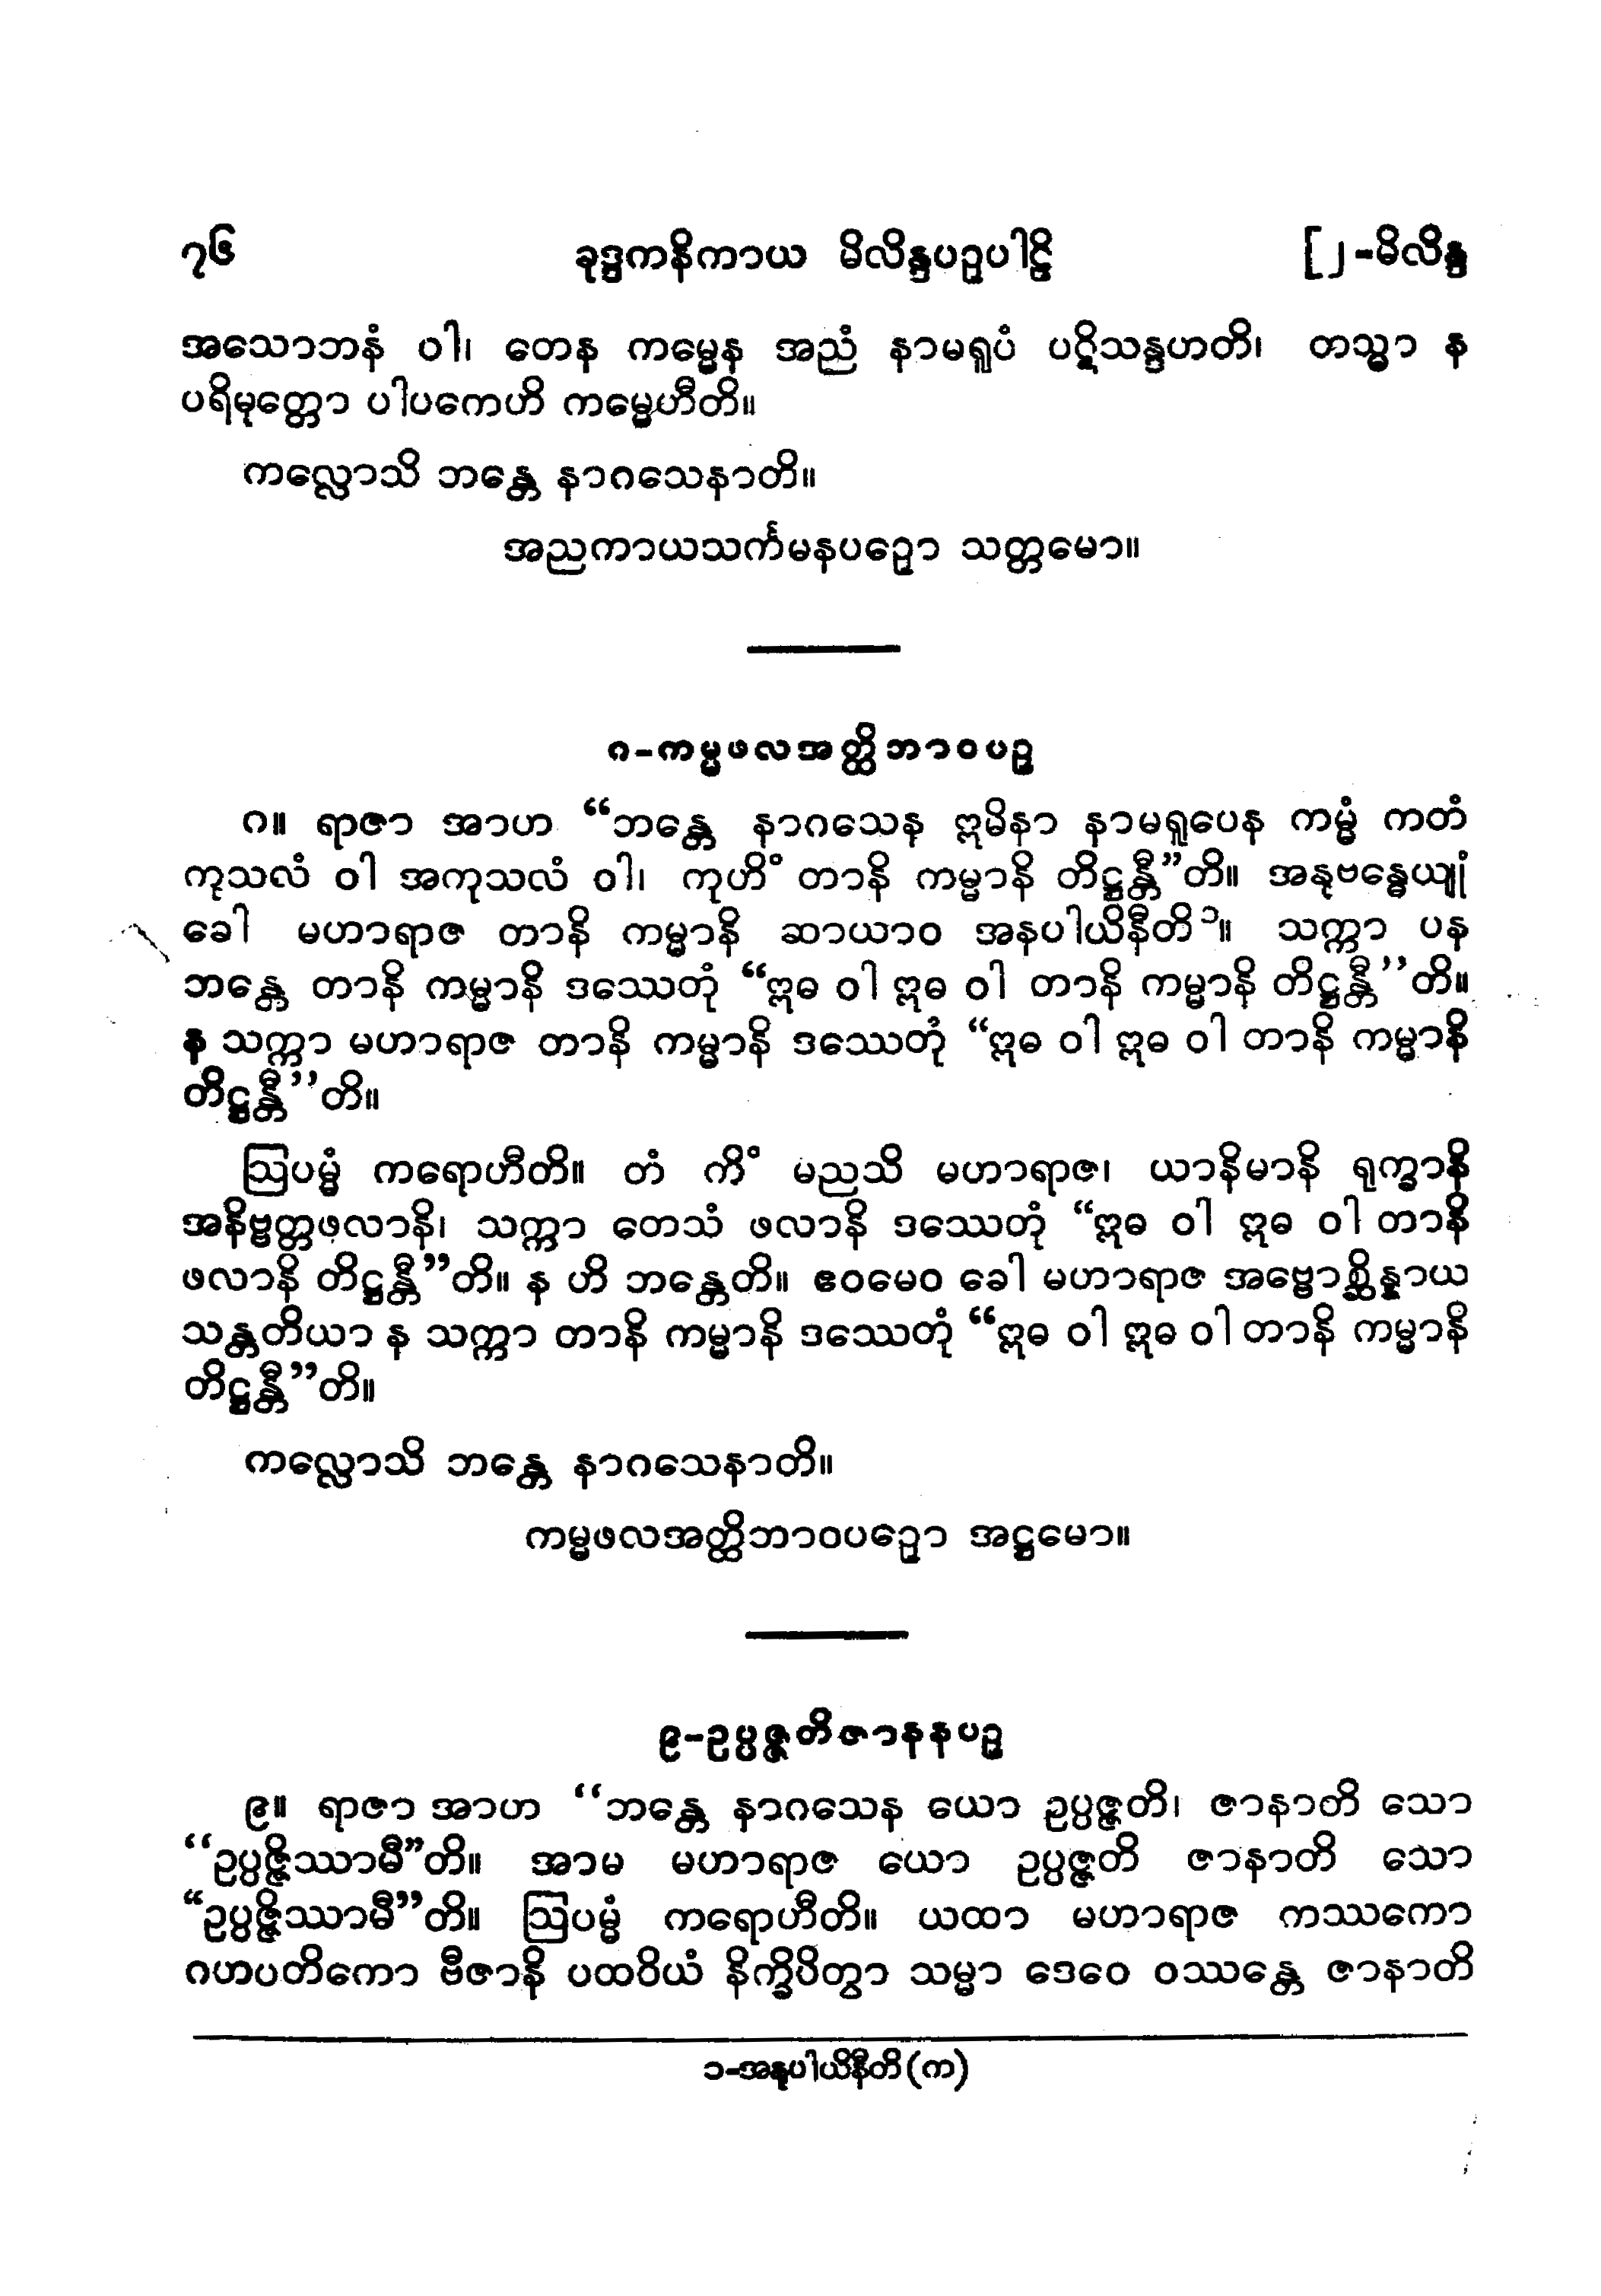 ၇၆ ခုဒ္ဒကနိကာယ မိလိန္ဒပဉှပါဠိ [၂-မိလိန္ဒ
အသောဘနံ ဝါ၊ တေန ကမ္မေန အညံ နာမရူပံ ပဋိသန္ဒဟတိ၊ တသ္မာ န
ပရိမုတ္တော ပါပကေဟိ ကမ္မေဟီတိ။
ကလ္လောသိ ဘန္တေ နာဂသေနာတိ။
အညကာယသင်္ကမနပဉှော သတ္တမော။
၈-ကမ္မဖလအတ္ထိဘာဝပဉှ
၈။ ရာဇာ အာဟ “ဘန္တေ နာဂသေန ဣမိနာ နာမရူပေန ကမ္မံ ကတံ
ကုသလံ ဝါ အကုသလံ ဝါ၊ ကုဟိံ တာနိ ကမ္မာနိ တိဋ္ဌန္တီ”တိ။ အနုဗန္ဓေယျုံ
ခေါ မဟာရာဇ တာနိ ကမ္မာနိ ဆာယာဝ အနပါယိနီတိ၁။ သက္ကာ ပန
ဘန္တေ တာနိ ကမ္မာနိ ဒဿေတုံ “ဣဓ ဝါ ဣဓ ဝါ တာနိ ကမ္မာနိ တိဋ္ဌန္တီ’’တိ။
န သက္ကာ မဟာရာဇ တာနိ ကမ္မာနိ ဒဿေတုံ “ဣဓ ဝါ ဣဓ ဝါ တာနိ ကမ္မာနိ
တိဋ္ဌန္တီ’’တိ။
ဩပမ္မံ ကရောဟီတိ။ တံ ကိံ မညသိ မဟာရာဇ၊ ယာနိမာနိ ရုက္ခာနိ
အနိဗ္ဗတ္တဖလာနိ၊ သက္ကာ တေသံ ဖလာနိ ဒဿေတုံ “ဣဓ ဝါ ဣဓ ဝါ တာနိ
ဖလာနိ တိဋ္ဌန္တီ”တိ။ န ဟိ ဘန္တေတိ။ ဧဝမေဝ ခေါ မဟာရာဇ အဗ္ဗောစ္ဆိန္နာယ
သန္တတိယာ န သက္ကာ တာနိ ကမ္မာနိ ဒဿေတုံ “ဣဓ ဝါ ဣဓ ဝါ တာနိ ကမ္မာနိ
တိဋ္ဌန္တီ”တိ။
ကလ္လောသိ ဘန္တေ နာဂသေနာတိ။
ကမ္မဖလအတ္ထိဘာဝပဉှော အဋ္ဌမော။
၉-ဥပ္ပဇ္ဇတိဇာနနပဉှ
၉။ ရာဇာ အာဟ ‘‘ဘန္တေ နာဂသေန ယော ဥပ္ပဇ္ဇတိ၊ ဇာနာတိ သော
‘‘ဥပ္ပဇ္ဇိဿာမီ”တိ။ အာမ မဟာရာဇ ယော ဥပ္ပဇ္ဇတိ ဇာနာတိ သော
“ဥပ္ပဇ္ဇိဿာမီ”တိ။ ဩပမ္မံ ကရောဟီတိ။ ယထာ မဟာရာဇ ကဿကော
ဂဟပတိကော ဗီဇာနိ ပထဝိယံ နိက္ခိပိတွာ သမ္မာ ဒေဝေ ဝဿန္တေ ဇာနာတိ
၁-အနုပါယိနီတိ(က)